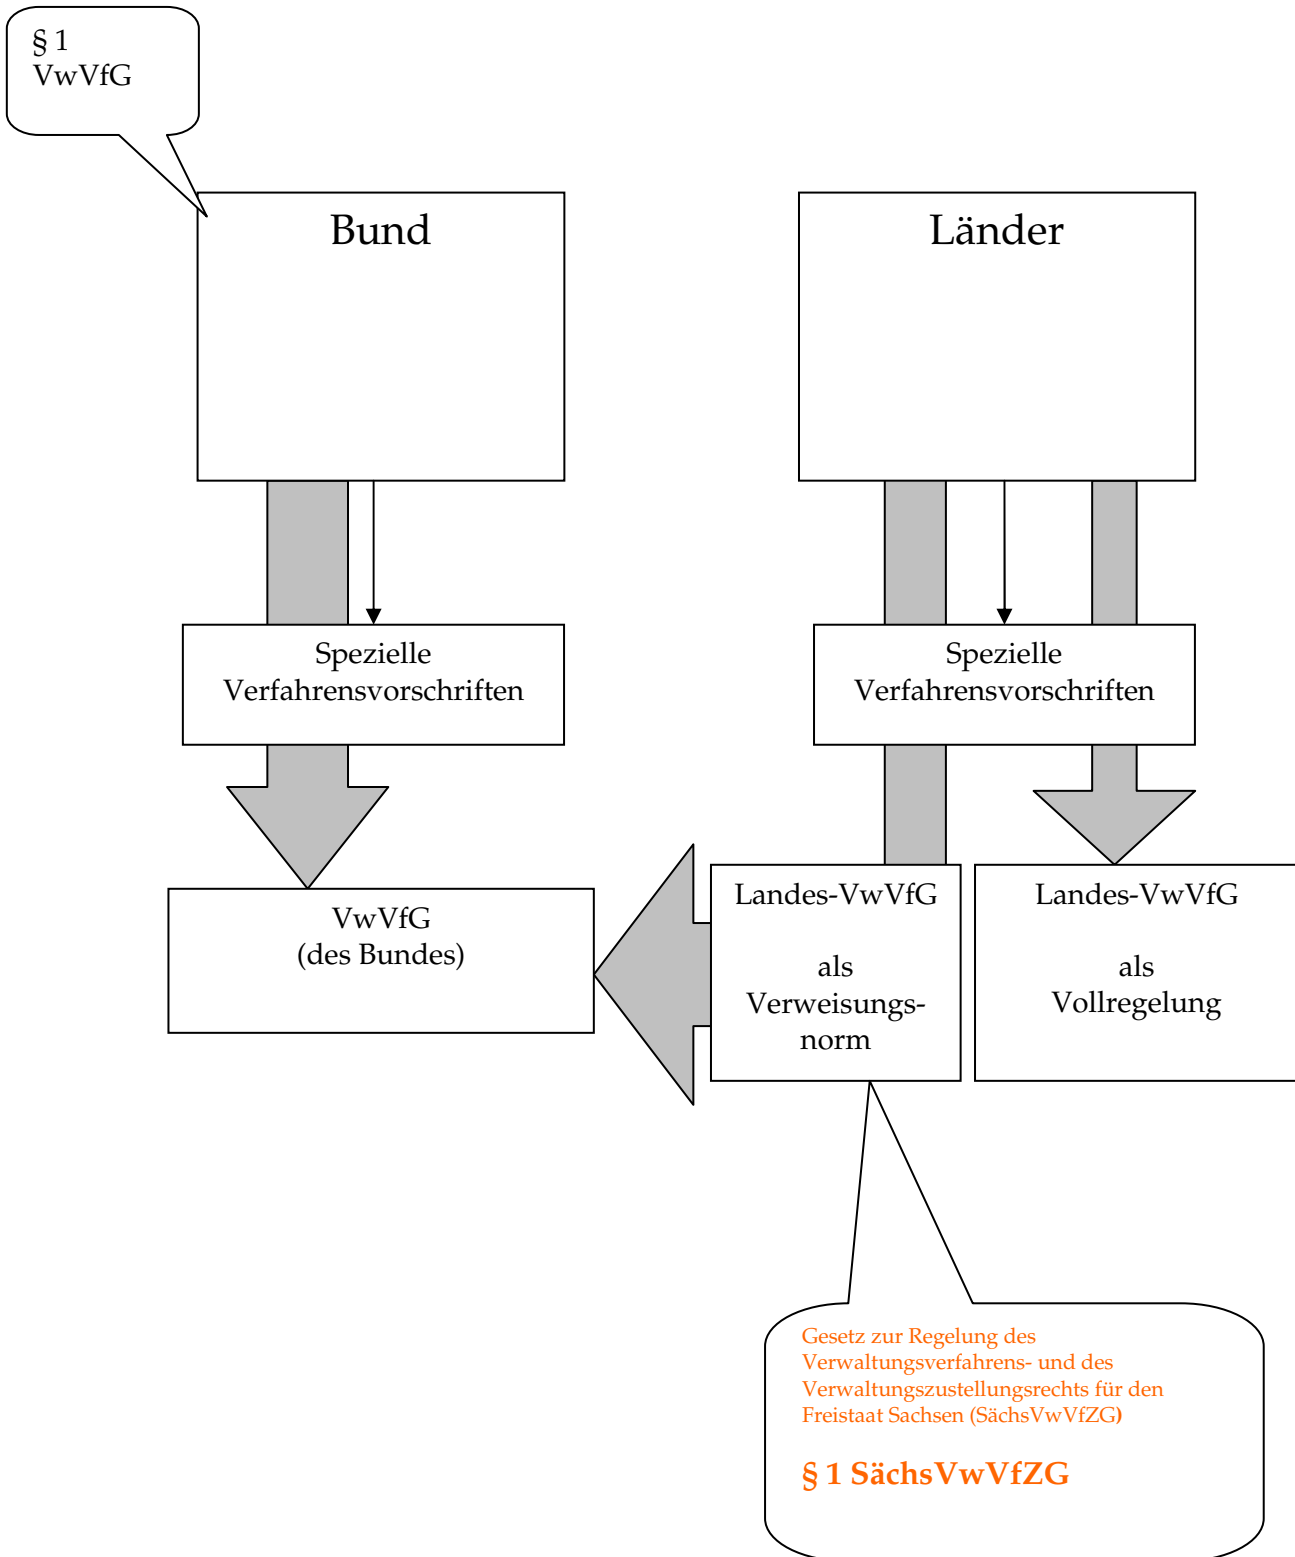 § 1
VwVfG
Bund
Länder
Spezielle
Verfahrensvorschriften
Spezielle
Verfahrensvorschriften
VwVfG
(des Bundes)
Landes-VwVfG
als
Verweisungs-
norm
Landes-VwVfG
als
Vollregelung
Gesetz zur Regelung des
Verwaltungsverfahrens- und des
Verwaltungszustellungsrechts für den
Freistaat Sachsen (SächsVwVfZG)
§ 1 SächsVwVfZG